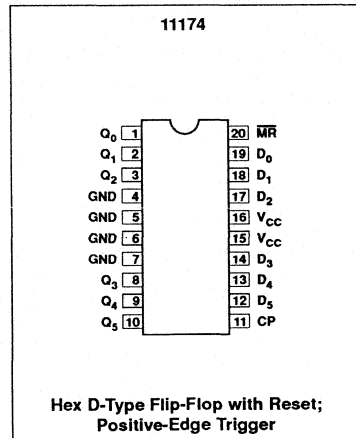 11174
Q0 1 20 MR
Q1 2 19 D0
Q2 3 18 D1
GND 4 17 D2
GND 5 16 VCC
GND 6 15 VCC
GND 7 14 D3
Q3 8 13 D4
Q4 9 12 D5
Q5 10 11 CP
Hex D-Type Flip-Flop with Reset;
Positive-Edge Trigger